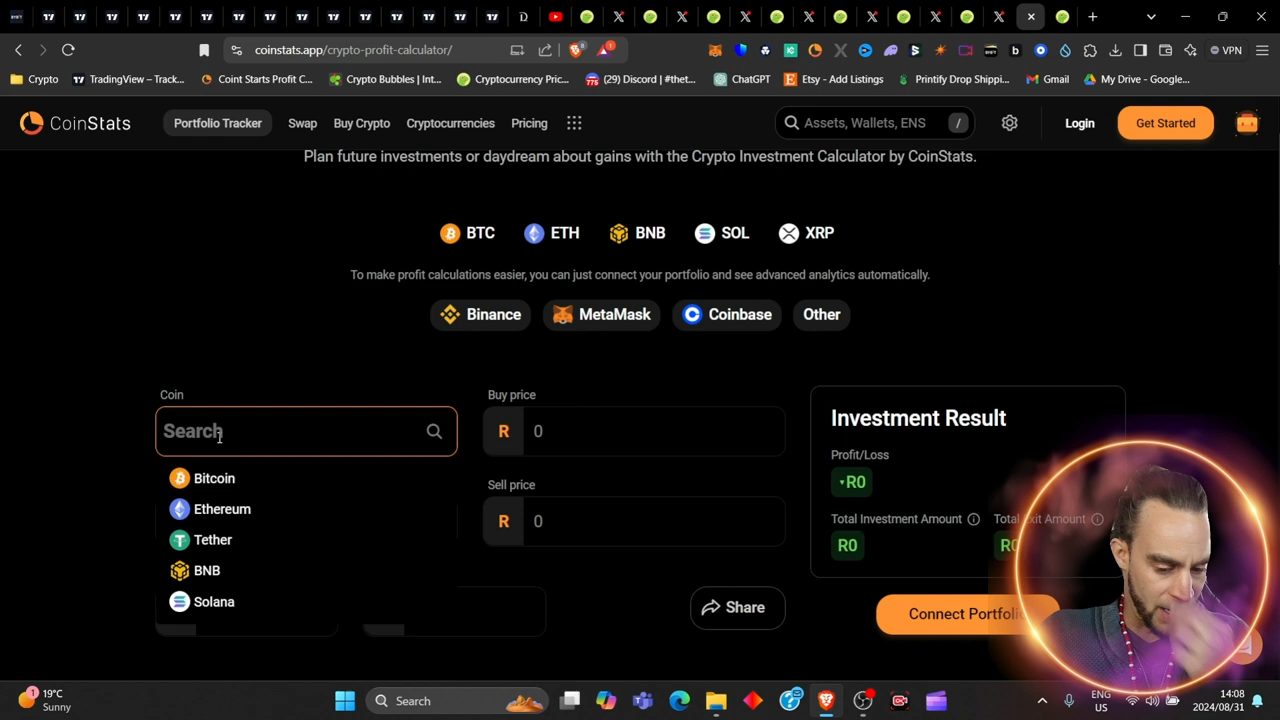 coinstats.app/crypto-profit-calculator/
VPN
Crypto
TradingView – Track...
Coint Starts Profit C...
Crypto Bubbles | Int...
Cryptocurrency Pric...
(29) Discord | #thet...
ChatGPT
Etsy - Add Listings
Printify Drop Shippi...
Gmail
My Drive - Google...
CoinStats
Portfolio Tracker
Swap
Buy Crypto
Cryptocurrencies
Pricing
Assets, Wallets, ENS
/
Login
Get Started
Plan future investments or daydream about gains with the Crypto Investment Calculator by CoinStats.
BTC
ETH
BNB
SOL
XRP
To make profit calculations easier, you can just connect your portfolio and see advanced analytics automatically.
Binance
MetaMask
Coinbase
Other
Coin
Buy price
Search
R
0
Investment Result
Profit/Loss
R0
Bitcoin
Ethereum
Tether
BNB
Solana
Sell price
R
0
Total Investment Amount
Total Exit Amount
R0
R0
Share
Connect Portfolio
1
19°C
Sunny
Search
ENG
US
14:08
2024/08/31